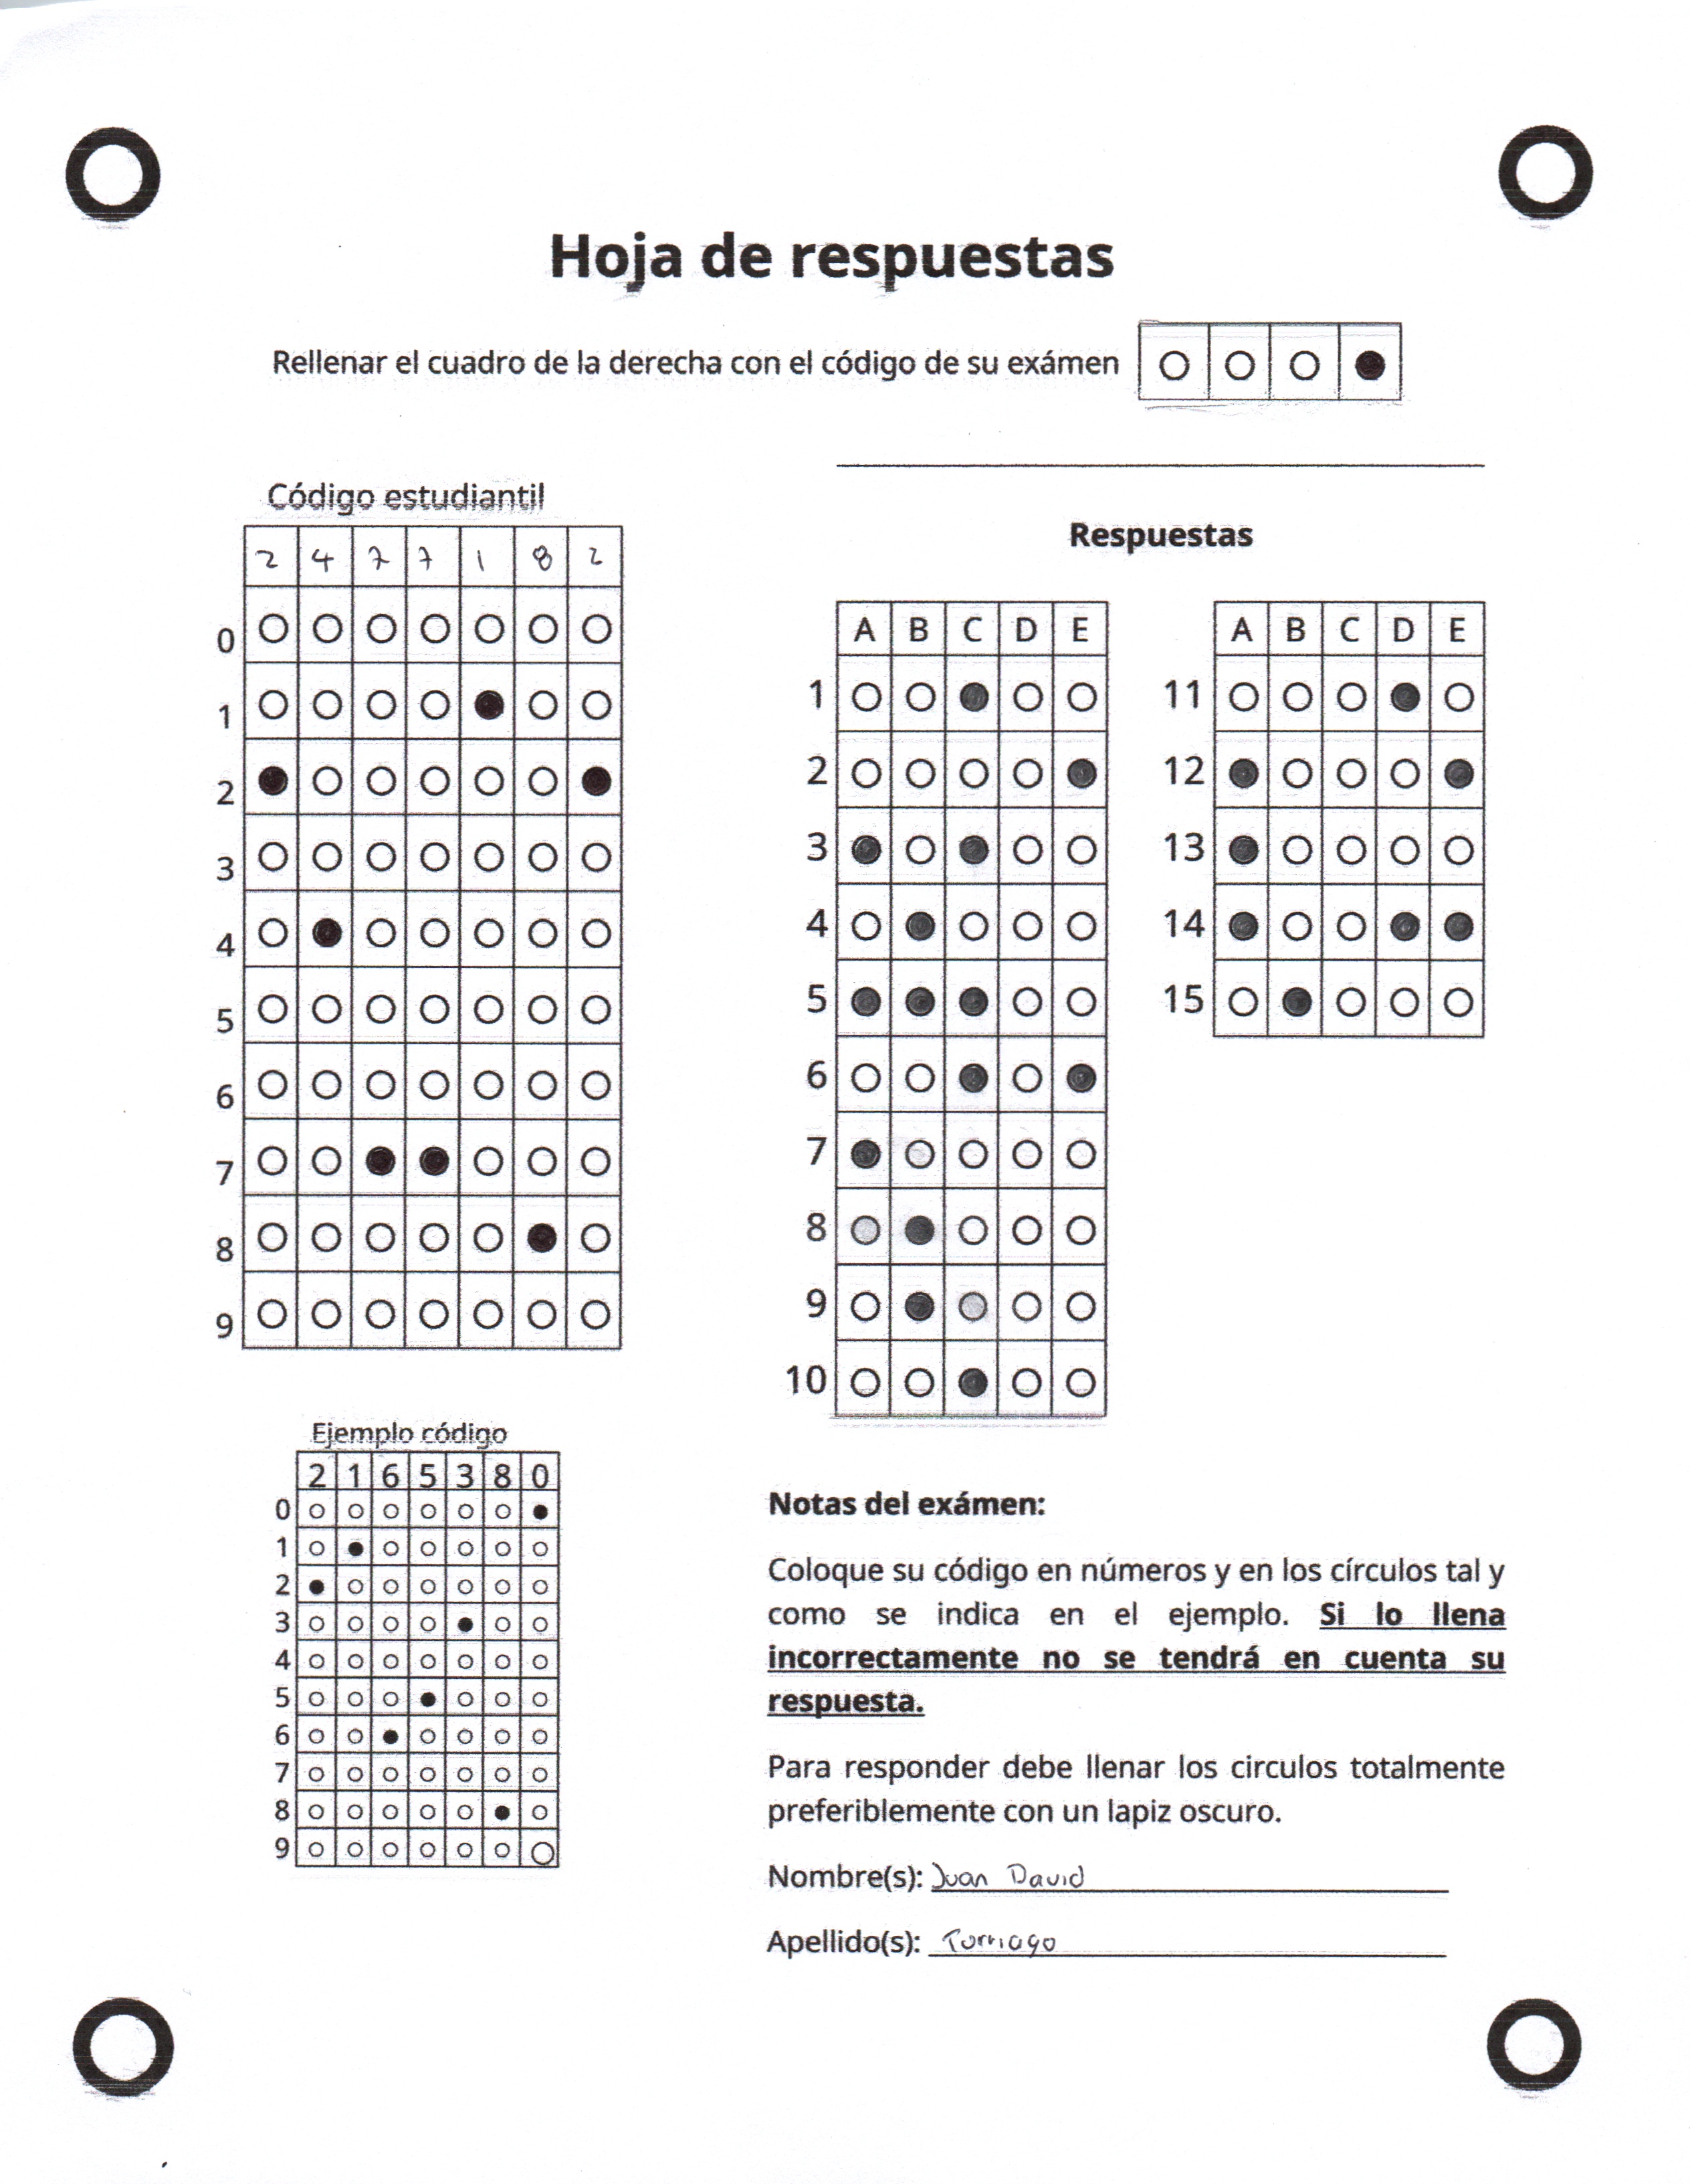 Hoja de respuestas
Rellenar el cuadro de la derecha con el código de su exámen
Código estudiantil
2 4 7 7 1 8 2
0
1
2
3
4
5
6
7
8
9
Respuestas
A B C D E
1
2
3
4
5
6
7
8
9
10
A B C D E
11
12
13
14
15
Ejemplo código
2 1 6 5 3 8 0
0
1
2
3
4
5
6
7
8
9
Notas del exámen:
Coloque su código en números y en los círculos tal y
como se indica en el ejemplo. Si lo llena
incorrectamente no se tendrá en cuenta su
respuesta.
Para responder debe llenar los circulos totalmente
preferiblemente con un lapiz oscuro.
Nombre(s): Juan David
Apellido(s): Turriago